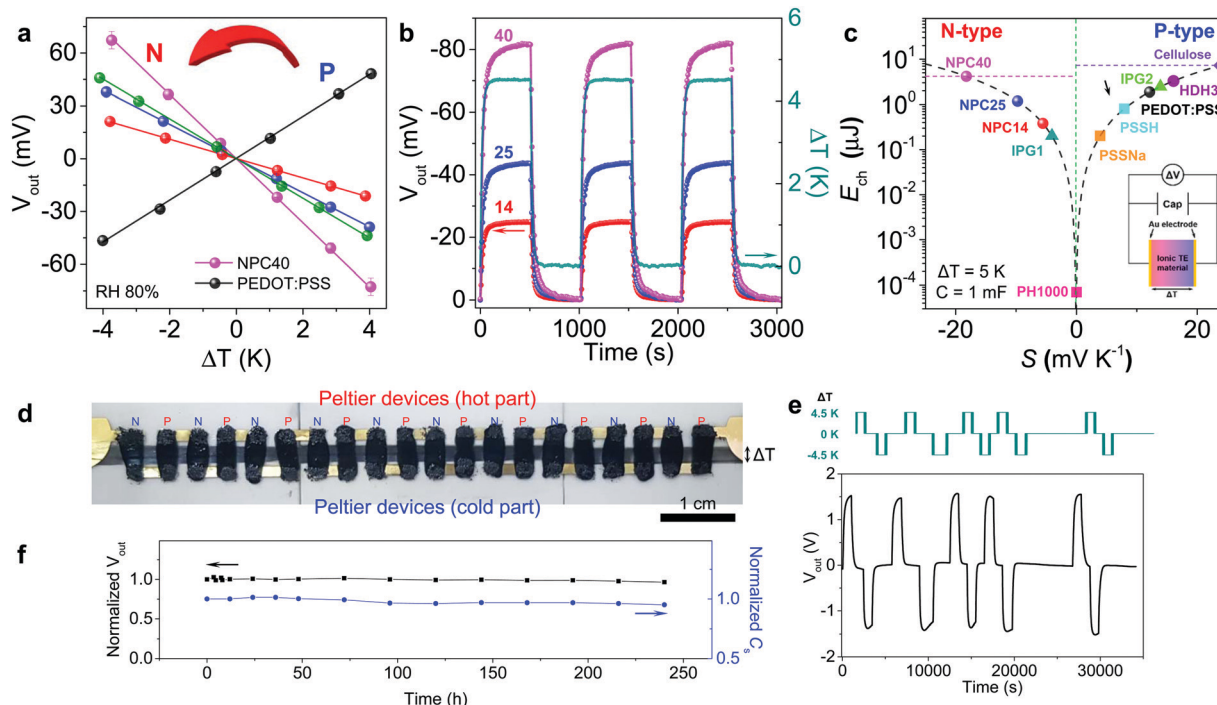 a
N
P
V_out (mV)
60
30
0
-30
-60
NPC40
PEDOT:PSS
RH 80%
-4 -2 0 2 4
ΔT (K)
b
V_out (mV)
-80
-60
-40
-20
0
40
25
14
6
4
2
0
ΔT (K)
0 1000 2000 3000
Time (s)
c
N-type
P-type
E_ch (μJ)
10^1
10^0
10^-1
10^-2
10^-3
10^-4
NPC40
NPC25
NPC14
IPG1
Cellulose
IPG2
HDH3
PEDOT:PSS
PSSH
PSSNa
PH1000
ΔV
Cap
Au electrode
Ionic TE
material
ΔT
ΔT = 5 K
C = 1 mF
-20 -10 0 10 20
S (mV K^-1)
d
Peltier devices (hot part)
N P N P N P N P N P N P N P N P N P N P
ΔT
Peltier devices (cold part)
1 cm
e
ΔT
4.5 K
0 K
-4.5 K
V_out (V)
2
1
0
-1
-2
0 10000 20000 30000
Time (s)
f
Normalized V_out
1.0
0.5
0.0
Normalized C_s
1.0
0.5
0 50 100 150 200 250
Time (h)